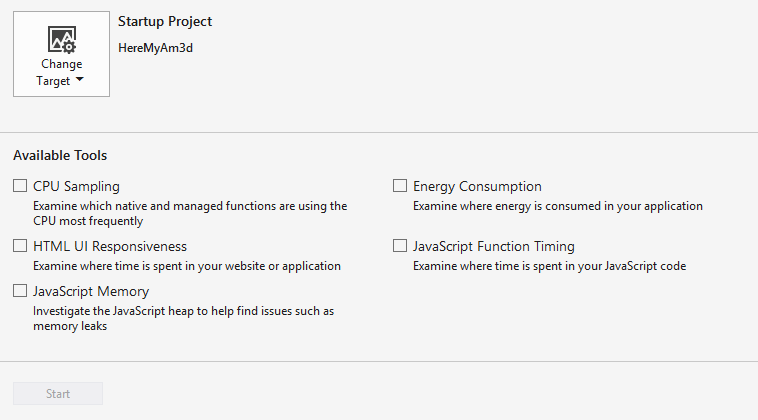 Startup Project
HereMyAm3d
Change
Target
Available Tools
CPU Sampling
Examine which native and managed functions are using the
CPU most frequently
Energy Consumption
Examine where energy is consumed in your application
HTML UI Responsiveness
Examine where time is spent in your website or application
JavaScript Function Timing
Examine where time is spent in your JavaScript code
JavaScript Memory
Investigate the JavaScript heap to help find issues such as
memory leaks
Start